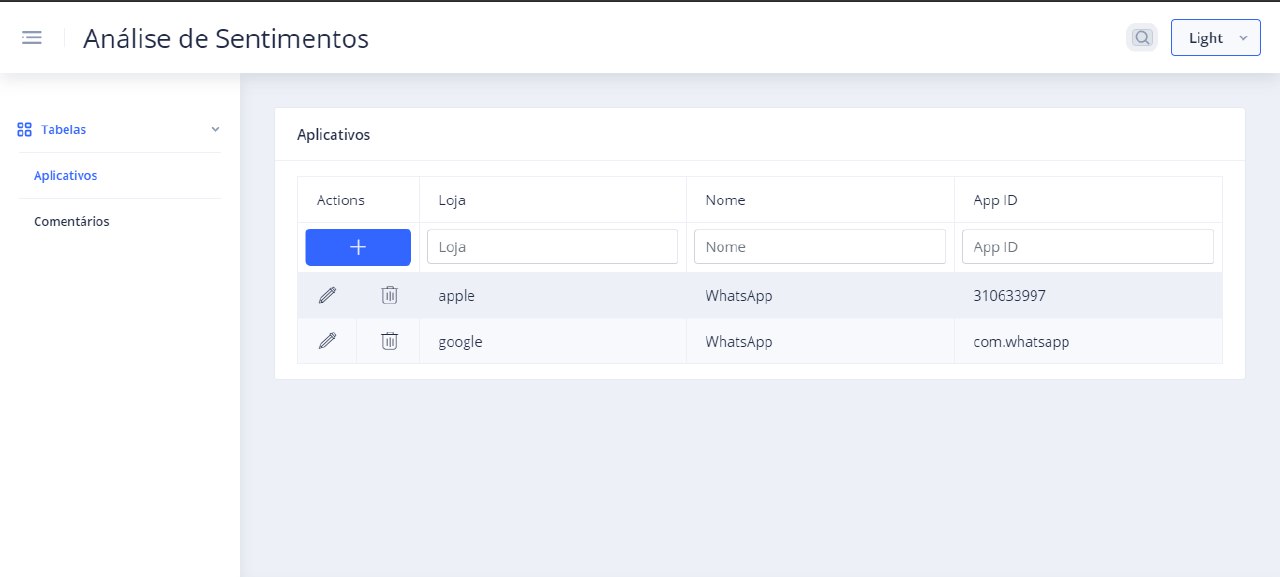 Análise de Sentimentos
Light
Tabelas
Aplicativos
Comentários
Aplicativos
Actions Loja Nome App ID
Loja Nome App ID
apple WhatsApp 310633997
google WhatsApp com.whatsapp